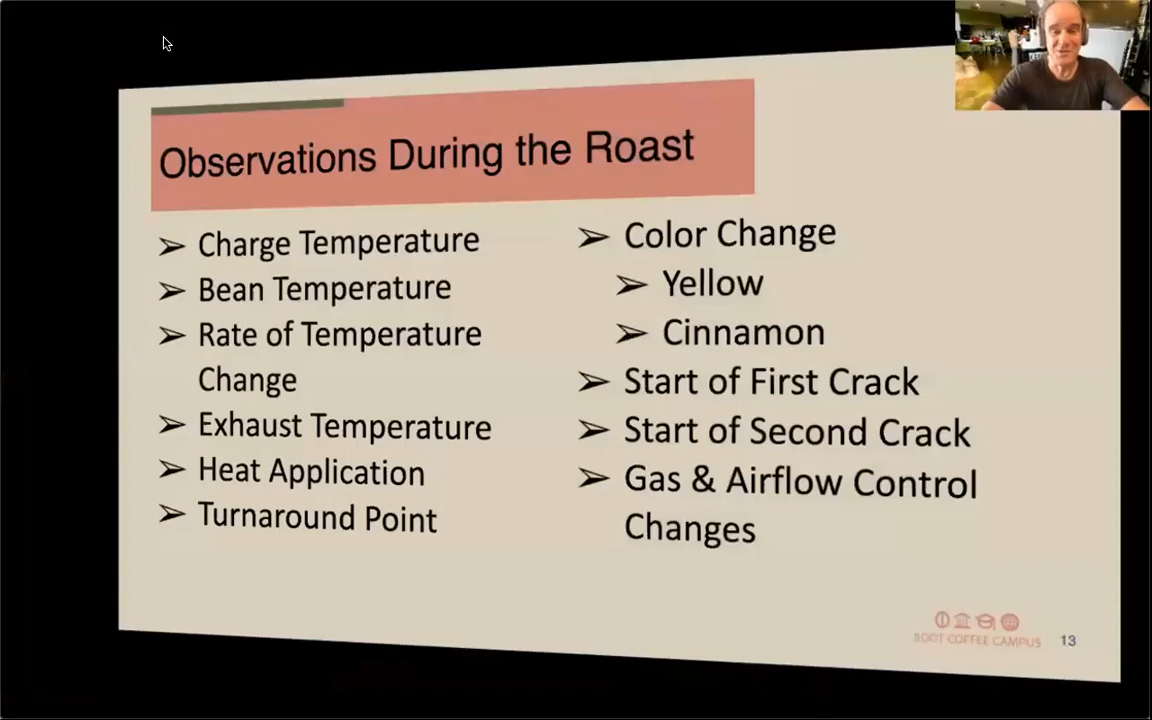 Observations During the Roast
➢ Charge Temperature
➢ Bean Temperature
➢ Rate of Temperature
Change
➢ Exhaust Temperature
➢ Heat Application
➢ Turnaround Point
➢ Color Change
➢ Yellow
➢ Cinnamon
➢ Start of First Crack
➢ Start of Second Crack
➢ Gas & Airflow Control
Changes
BOOT COFFEE CAMPUS
13